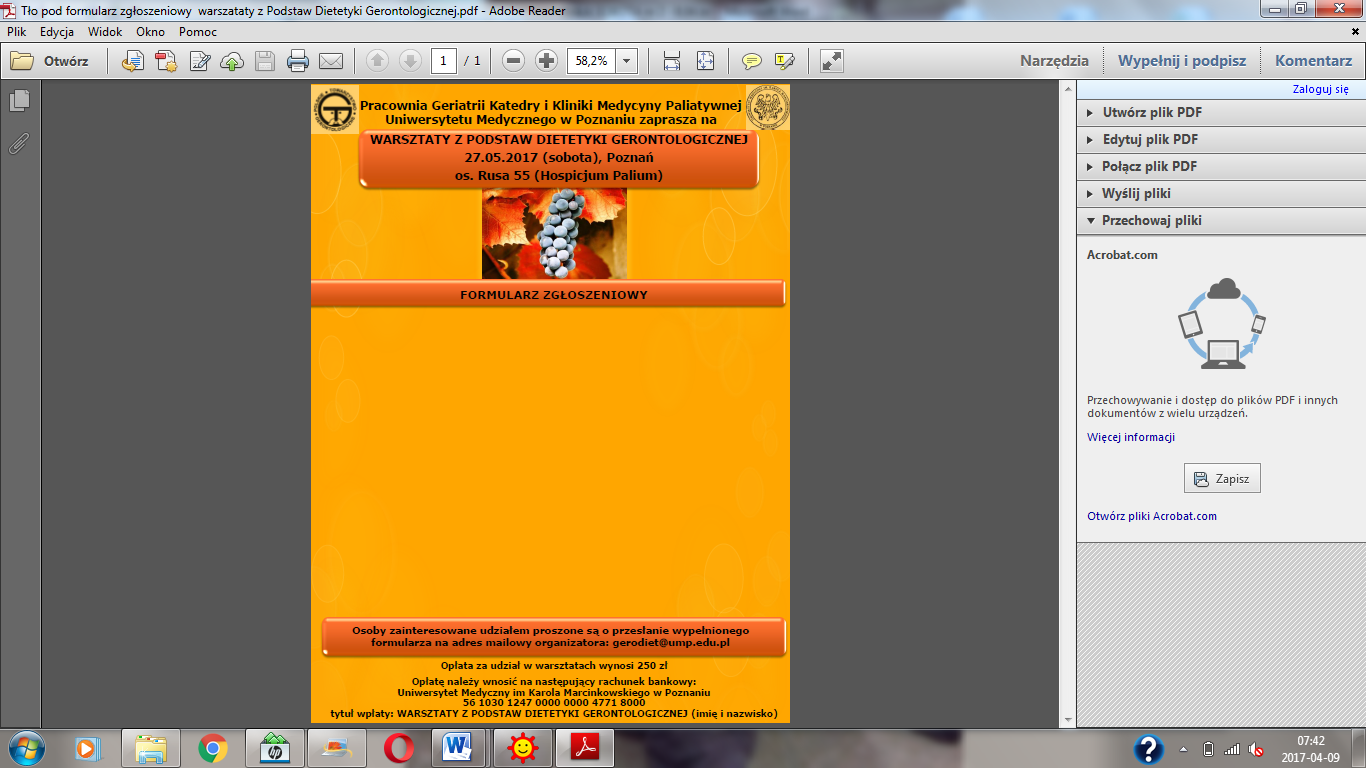 Tło pod formularz zgłoszeniowy  warszataty z Podstaw Dietetyki Gerontologicznej.pdf - Adobe Reader
Plik Edycja Widok Okno Pomoc
Otwórz 1 / 1 58,2% Narzędzia Wypełnij i podpisz Komentarz
Zaloguj się
Utwórz plik PDF
Edytuj plik PDF
Połącz plik PDF
Wyślij pliki
Przechowaj pliki
Acrobat.com
Przechowywanie i dostęp do plików PDF i innych
dokumentów z wielu urządzeń.
Więcej informacji
Zapisz
Otwórz pliki Acrobat.com
Pracownia Geriatrii Katedry i Kliniki Medycyny Paliatywnej
Uniwersytetu Medycznego w Poznaniu zaprasza na
WARSZTATY Z PODSTAW DIETETYKI GERONTOLOGICZNEJ
27.05.2017 (sobota), Poznań
os. Rusa 55 (Hospicjum Palium)
FORMULARZ ZGŁOSZENIOWY
Osoby zainteresowane udziałem proszone są o przesłanie wypełnionego
formularza na adres mailowy organizatora: gerodiet@ump.edu.pl
Opłata za udział w warsztatach wynosi 250 zł
Opłatę należy wnosić na następujący rachunek bankowy:
Uniwersytet Medyczny im Karola Marcinkowskiego w Poznaniu
56 1030 1247 0000 0000 4771 8000
tytuł wpłaty: WARSZTATY Z PODSTAW DIETETYKI GERONTOLOGICZNEJ (imię i nazwisko)
07:42
2017-04-09